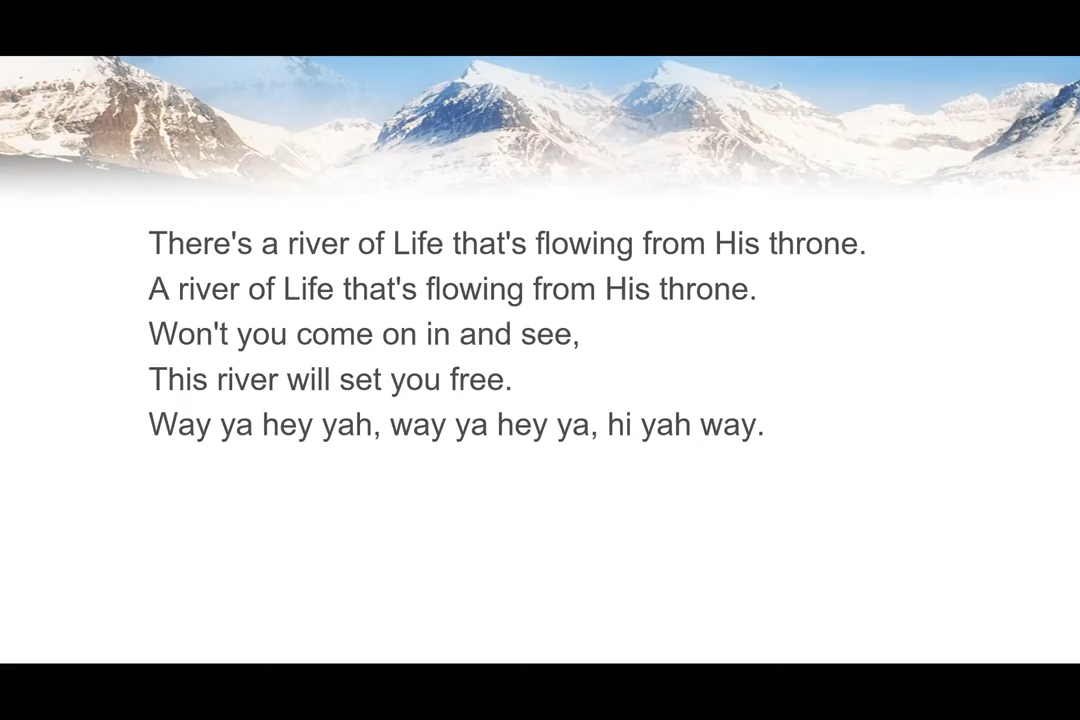 There's a river of Life that's flowing from His throne.
A river of Life that's flowing from His throne.
Won't you come on in and see,
This river will set you free.
Way ya hey yah, way ya hey ya, hi yah way.